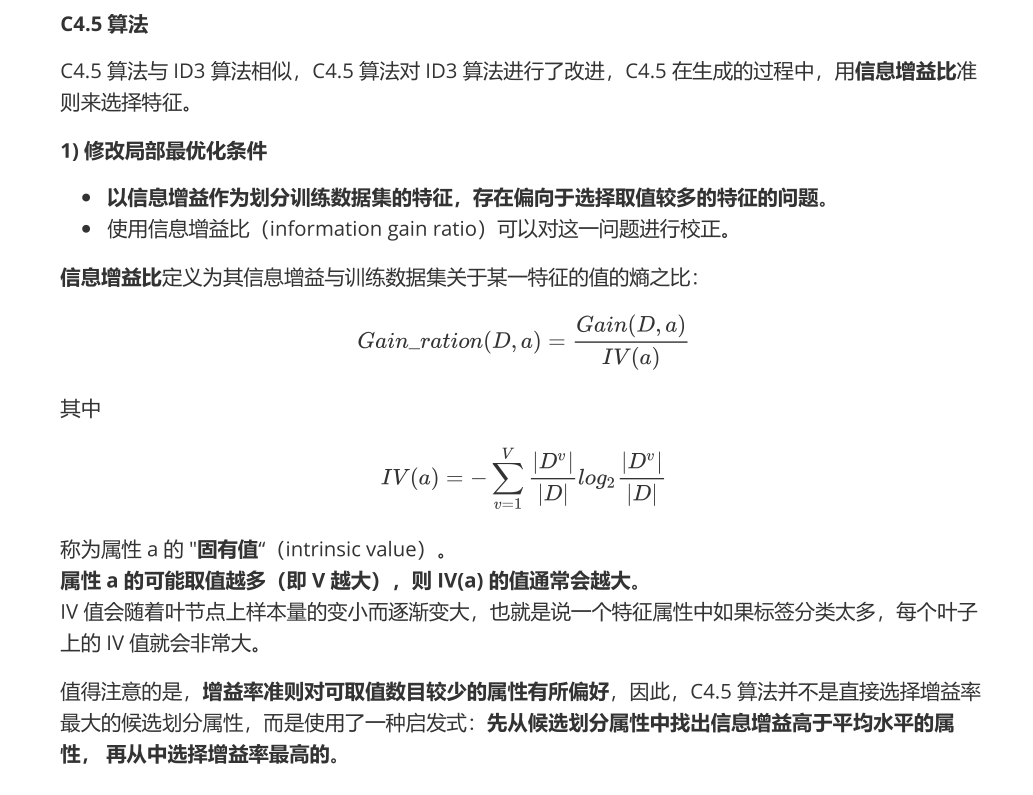 C4.5 算法
C4.5 算法与 ID3 算法相似，C4.5 算法对 ID3 算法进行了改进，C4.5 在生成的过程中，用信息增益比准
则来选择特征。
1) 修改局部最优化条件
• 以信息增益作为划分训练数据集的特征，存在偏向于选择取值较多的特征的问题。
• 使用信息增益比（information gain ratio）可以对这一问题进行校正。
信息增益比定义为其信息增益与训练数据集关于某一特征的值的熵之比：
Gain_ration(D, a) = \frac{Gain(D, a)}{IV(a)}
其中
IV(a) = -\sum_{v=1}^{V} \frac{|D^v|}{|D|} log_2 \frac{|D^v|}{|D|}
称为属性 a 的 "固有值“（intrinsic value）。
属性 a 的可能取值越多（即 V 越大），则 IV(a) 的值通常会越大。
IV 值会随着叶节点上样本量的变小而逐渐变大，也就是说一个特征属性中如果标签分类太多，每个叶子
上的 IV 值就会非常大。
值得注意的是，增益率准则对可取值数目较少的属性有所偏好，因此，C4.5 算法并不是直接选择增益率
最大的候选划分属性，而是使用了一种启发式：先从候选划分属性中找出信息增益高于平均水平的属
性， 再从中选择增益率最高的。